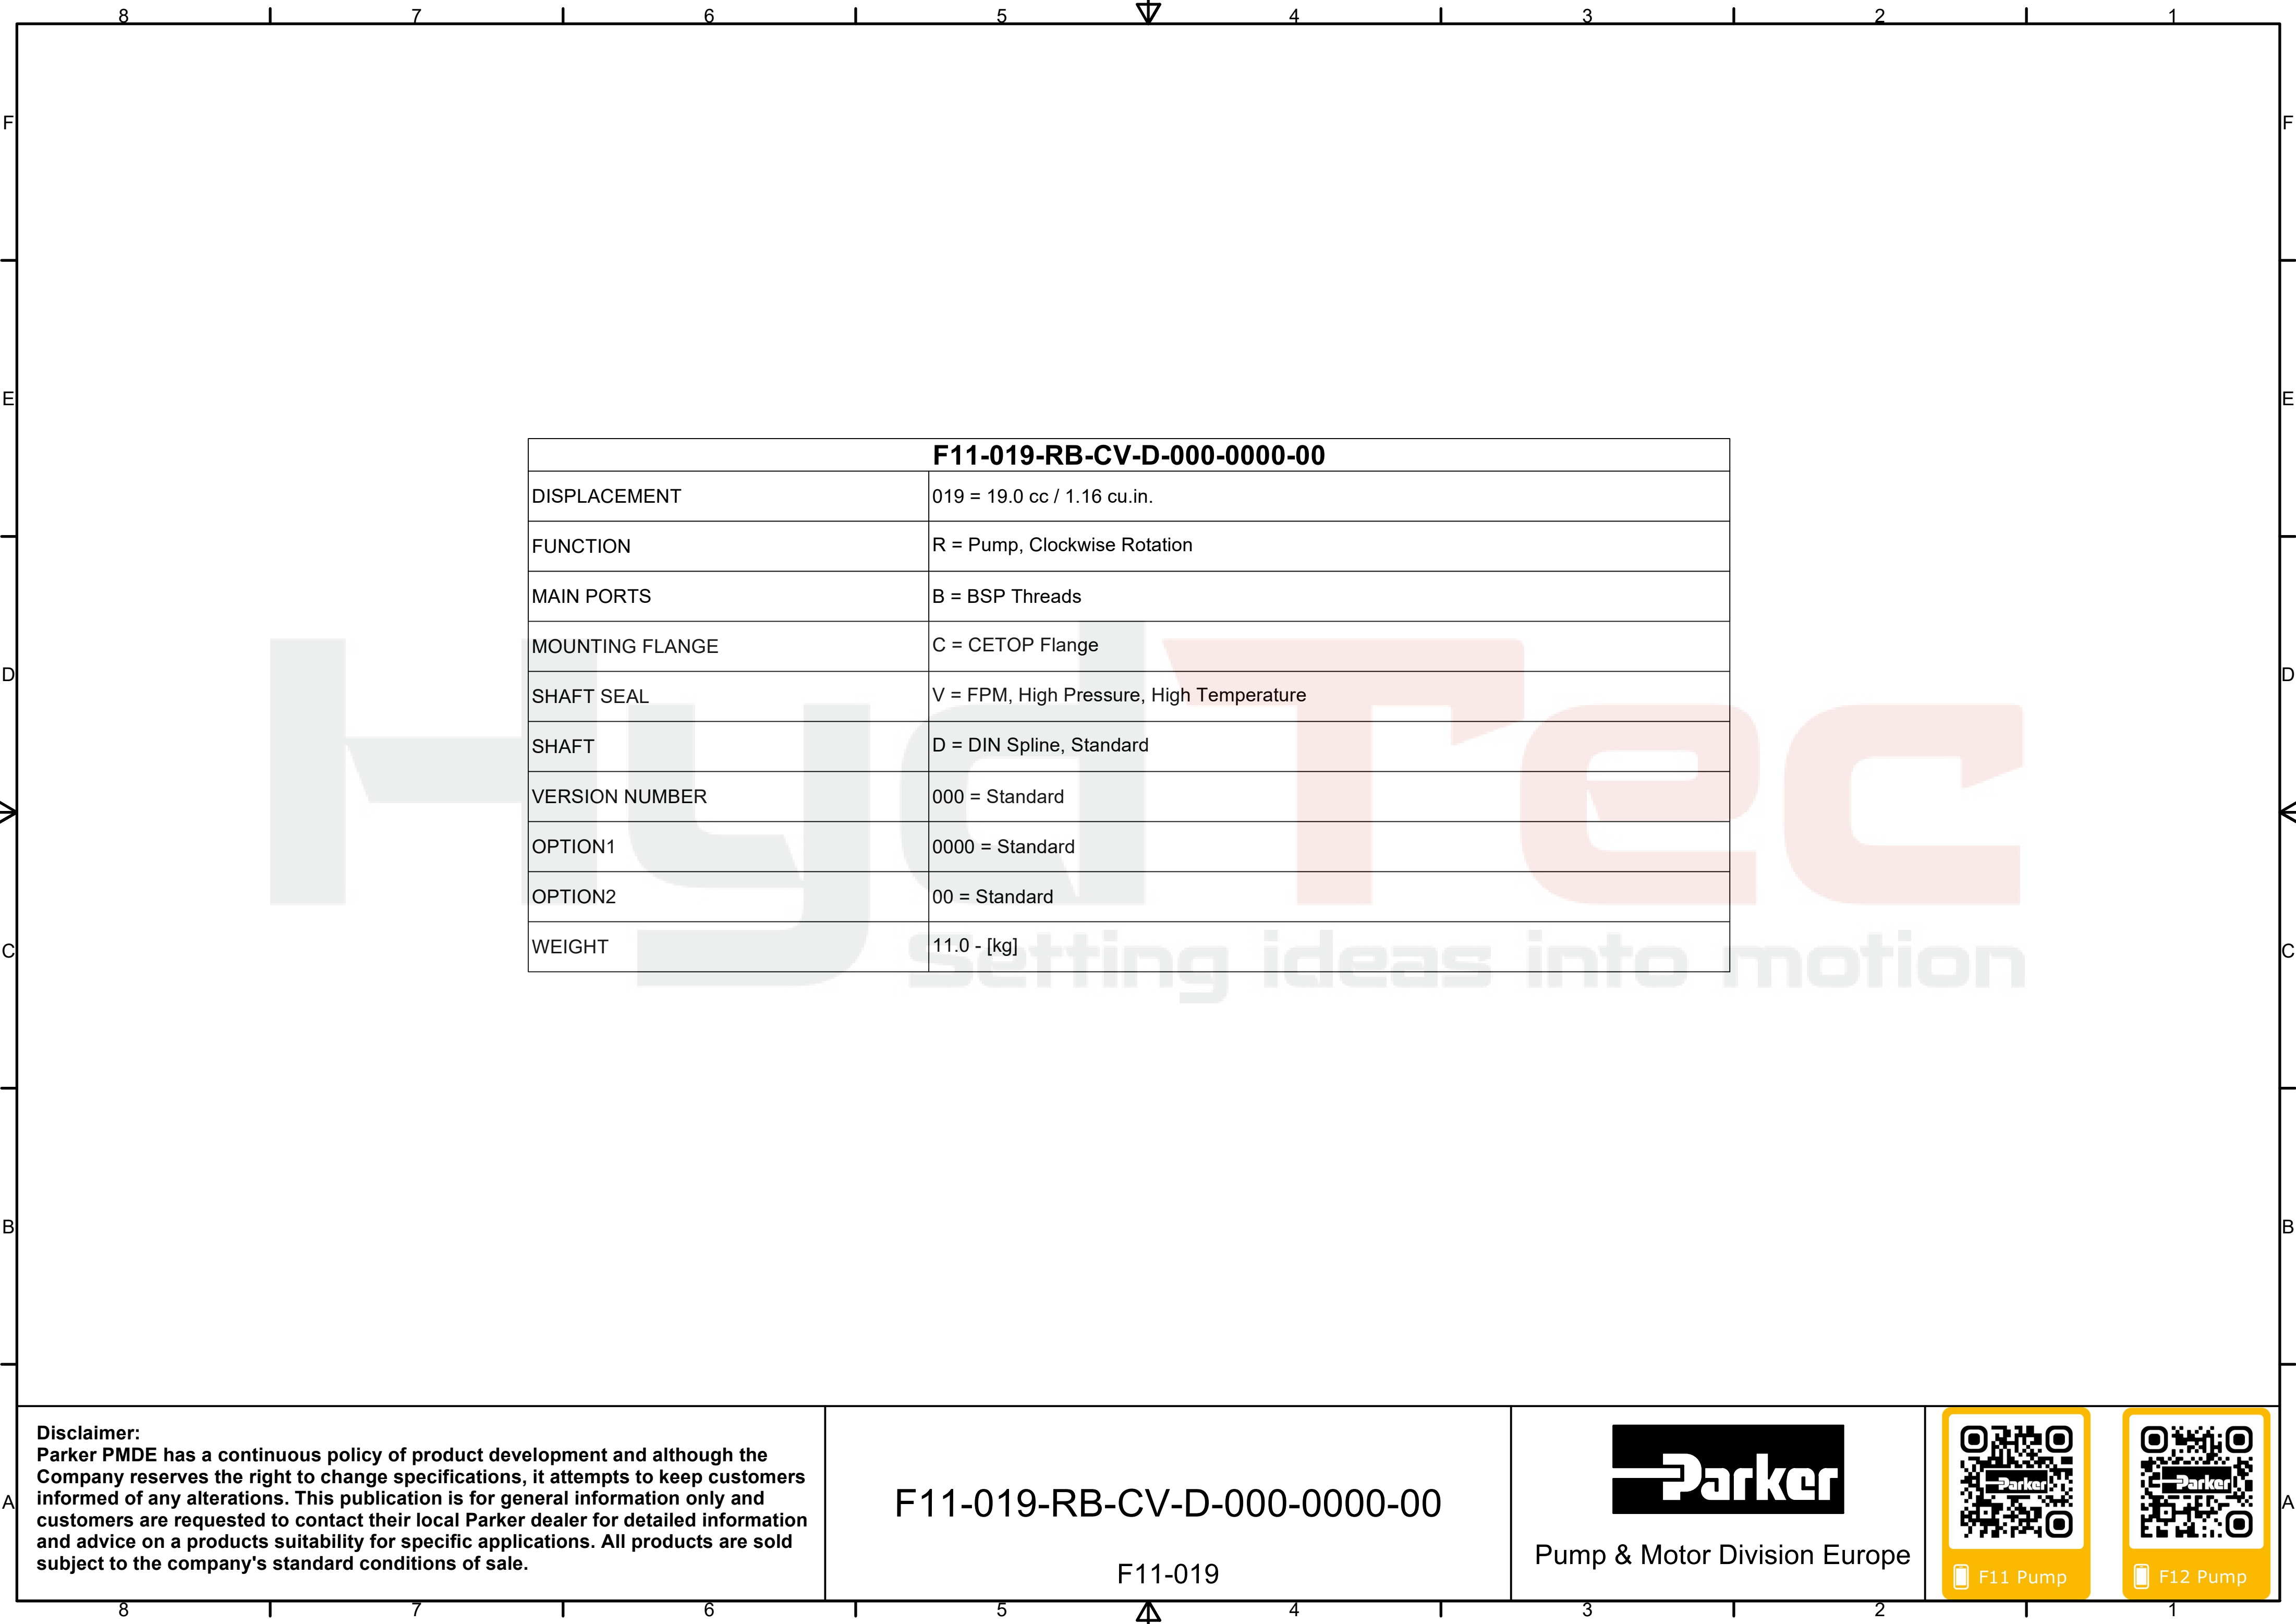 8 7 6 5 4 3 2 1
F F
E E
F11-019-RB-CV-D-000-0000-00
DISPLACEMENT 019 = 19.0 cc / 1.16 cu.in.
FUNCTION R = Pump, Clockwise Rotation
MAIN PORTS B = BSP Threads
MOUNTING FLANGE C = CETOP Flange
D D
SHAFT SEAL V = FPM, High Pressure, High Temperature
SHAFT D = DIN Spline, Standard
VERSION NUMBER 000 = Standard
HydTec
OPTION1 0000 = Standard
OPTION2 00 = Standard
WEIGHT 11.0 - [kg]
C C
Setting ideas into motion
B B
Disclaimer:
Parker PMDE has a continuous policy of product development and although the
Company reserves the right to change specifications, it attempts to keep customers
informed of any alterations. This publication is for general information only and
customers are requested to contact their local Parker dealer for detailed information
and advice on a products suitability for specific applications. All products are sold
subject to the company's standard conditions of sale.
A A
F11-019-RB-CV-D-000-0000-00
F11-019
Parker
Pump & Motor Division Europe
Parker
F11 Pump
Parker
F12 Pump
8 7 6 5 4 3 2 1